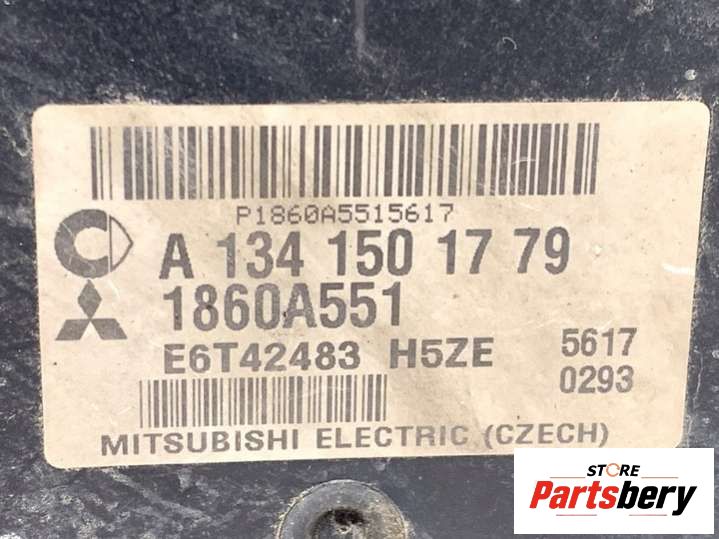 P1860A5515617
A 134 150 17 79
1860A551
E6T42483 H5ZE 5617
0293
MITSUBISHI ELECTRIC (CZECH)
STORE
Partsbery